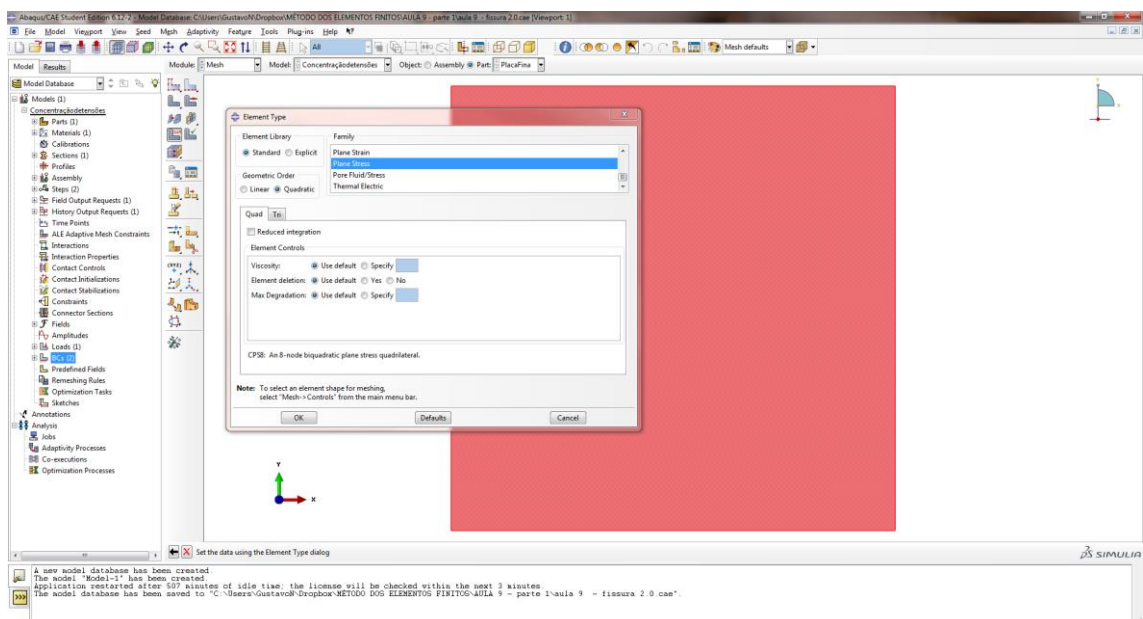 Abaqus/CAE Student Edition 6.12-2 - Model Database: C:\Users\GustavoN\Dropbox\MÉTODO DOS ELEMENTOS FINITOS\AULA 9 - parte 1\aula 9 - fissura 2.0.cae [Viewport: 1]
File Model Viewport View Seed Mesh Adaptivity Feature Tools Plug-ins Help
All
Mesh defaults
Model Results
Module: Mesh Model: Concentraçãodetensões Object: Assembly Part: PlacaFina
Model Database
Models (1)
Concentraçãodetensões
Parts (1)
Materials (1)
Calibrations
Sections (1)
Profiles
Assembly
Steps (2)
Field Output Requests (1)
History Output Requests (1)
Time Points
ALE Adaptive Mesh Constraints
Interactions
Interaction Properties
Contact Controls
Contact Initializations
Contact Stabilizations
Constraints
Connector Sections
Fields
Amplitudes
Loads (1)
BCs (2)
Predefined Fields
Remeshing Rules
Optimization Tasks
Sketches
Annotations
Analysis
Jobs
Adaptivity Processes
Co-executions
Optimization Processes
Element Type
Element Library
Standard Explicit
Family
Plane Strain
Plane Stress
Pore Fluid/Stress
Thermal Electric
Geometric Order
Linear Quadratic
Quad Tri
Reduced integration
Element Controls
Viscosity: Use default Specify
Element deletion: Use default Yes No
Max Degradation: Use default Specify
CPS8: An 8-node biquadratic plane stress quadrilateral.
Note: To select an element shape for meshing,
select "Mesh->Controls" from the main menu bar.
OK Defaults Cancel
Y
X
Set the data using the Element Type dialog
SIMULIA
A new model database has been created.
The model "Model-1" has been created.
Application restarted after 507 minutes of idle time; the license will be checked within the next 3 minutes.
The model database has been saved to "C:\Users\GustavoN\Dropbox\MÉTODO DOS ELEMENTOS FINITOS\AULA 9 - parte 1\aula 9 - fissura 2.0.cae".